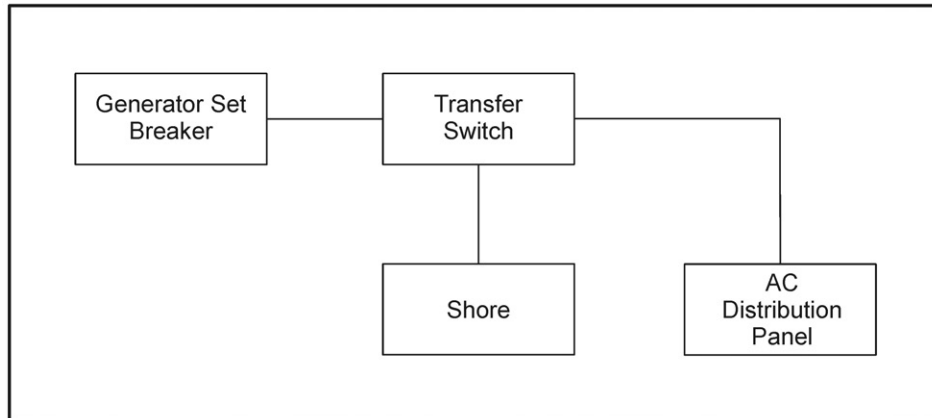 Generator Set
Breaker
Transfer
Switch
Shore
AC
Distribution
Panel